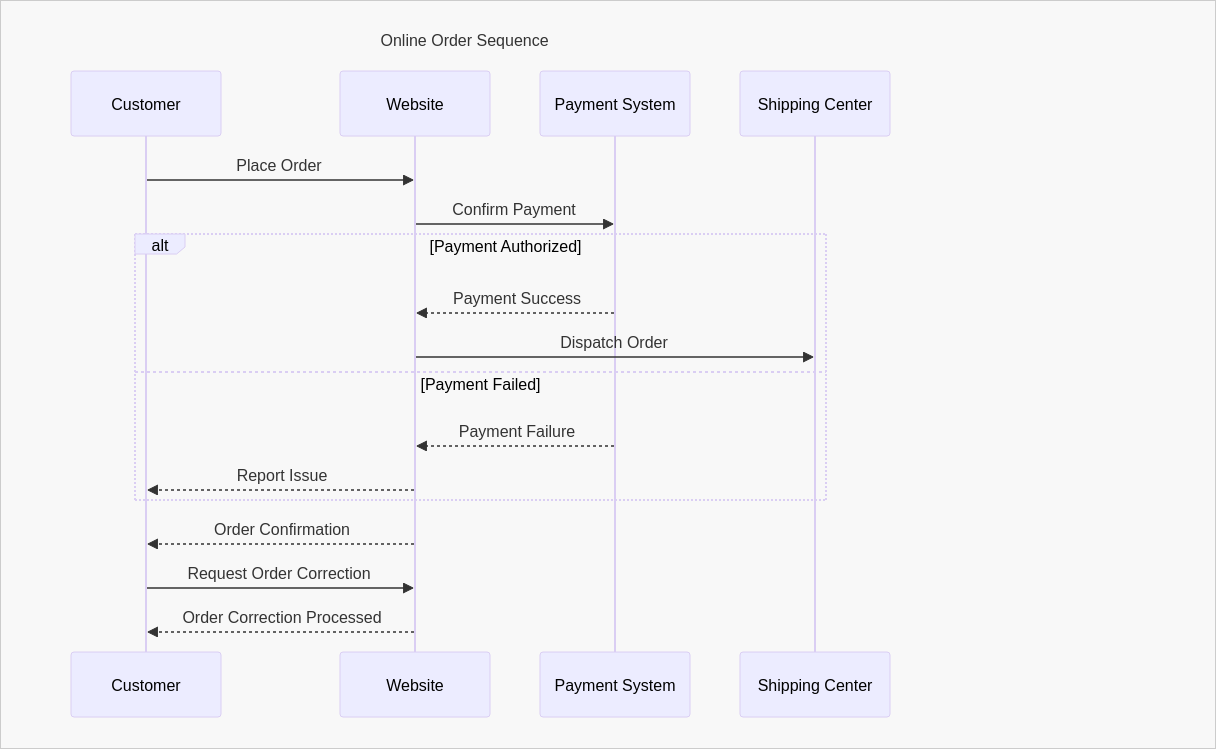 Online Order Sequence
Customer
Website
Payment System
Shipping Center
Place Order
Confirm Payment
alt
[Payment Authorized]
Payment Success
Dispatch Order
[Payment Failed]
Payment Failure
Report Issue
Order Confirmation
Request Order Correction
Order Correction Processed
Customer
Website
Payment System
Shipping Center